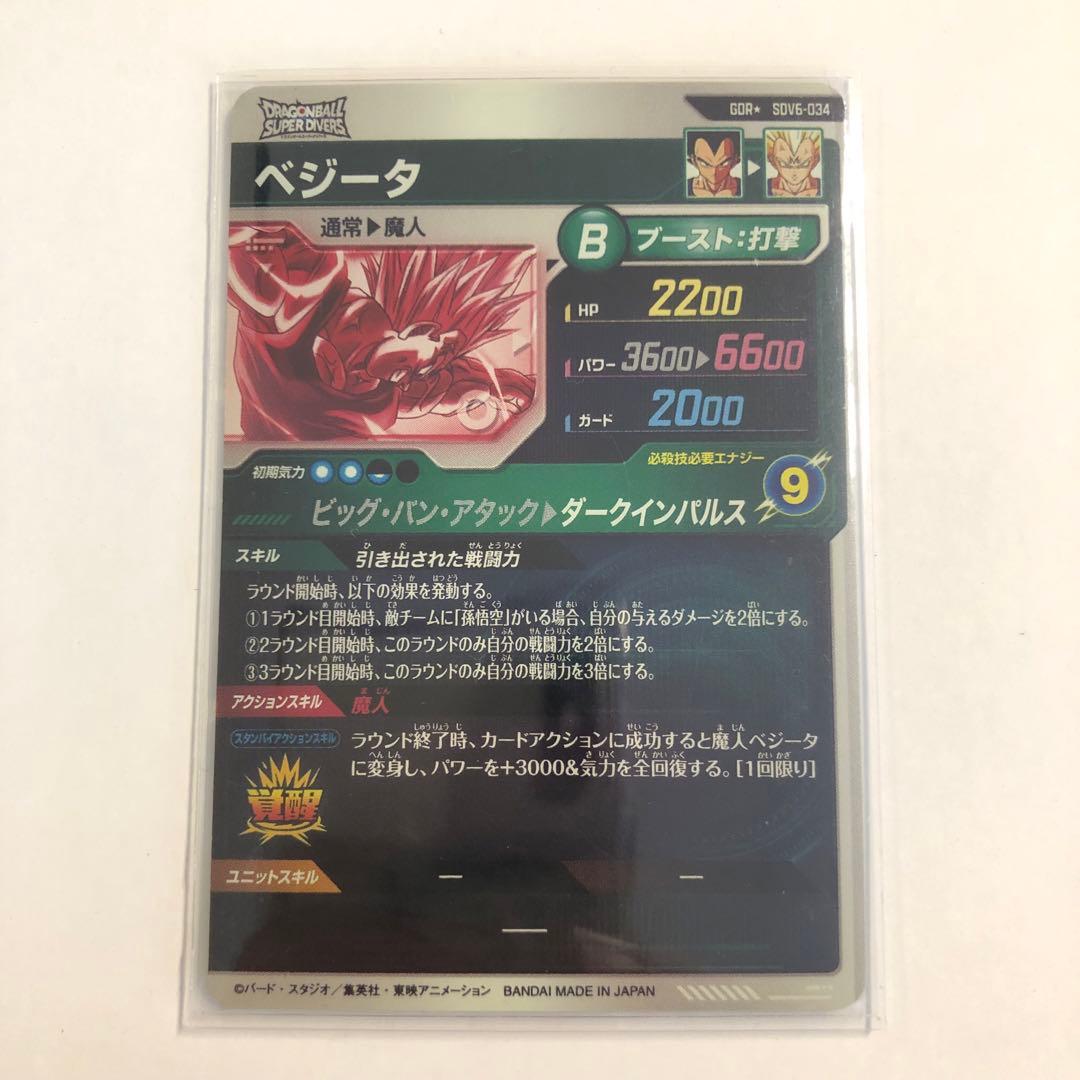 DRAGONBALL
SUPER DIVERS
GDR★ SDV6-034
ベジータ
通常▶魔人
B ブースト:打撃
HP 2200
パワー 3600▶6600
ガード 2000
初期気力
必殺技必要エナジー
9
ビッグ・バン・アタック▶ダークインパルス
スキル 引き出された戦闘力
ラウンド開始時、以下の効果を発動する。
①1ラウンド目開始時、敵チームに「孫悟空」がいる場合、自分の与えるダメージを2倍にする。
②2ラウンド目開始時、このラウンドのみ自分の戦闘力を2倍にする。
③3ラウンド目開始時、このラウンドのみ自分の戦闘力を3倍にする。
アクションスキル 魔人
スタンバイアクションスキル
ラウンド終了時、カードアクションに成功すると魔人ベジータ
に変身し、パワーを+3000&気力を全回復する。[1回限り]
覚醒
ユニットスキル ー ー
ー
©バード・スタジオ/集英社・東映アニメーション BANDAI MADE IN JAPAN